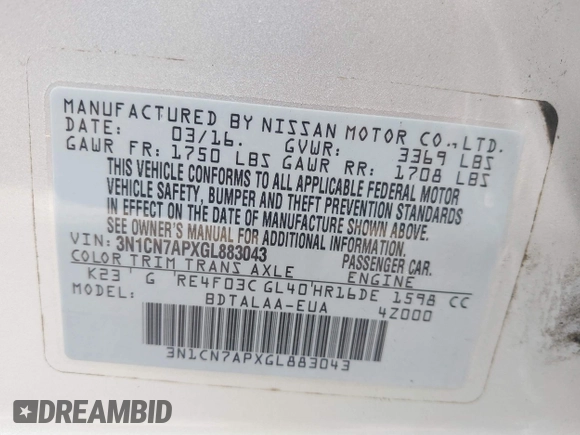 MANUFACTURED BY NISSAN MOTOR CO.,LTD.
DATE: 03/16. GVWR: 3369 LBS
GAWR FR: 1750 LBS GAWR RR: 1708 LBS
THIS VEHICLE CONFORMS TO ALL APPLICABLE FEDERAL MOTOR
VEHICLE SAFETY, BUMPER AND THEFT PREVENTION STANDARDS
IN EFFECT ON THE DATE OF MANUFACTURE SHOWN ABOVE.
SEE OWNER'S MANUAL FOR ADDITIONAL INFORMATION
VIN: 3N1CN7APXGL883043 PASSENGER CAR.
COLOR TRIM TRANS AXLE ENGINE
K23' G 'RE4F03C GL40'HR16DE 1598 CC
BDTALAA-EUA 4Z000
3N1CN7APXGL883043
DREAMBID